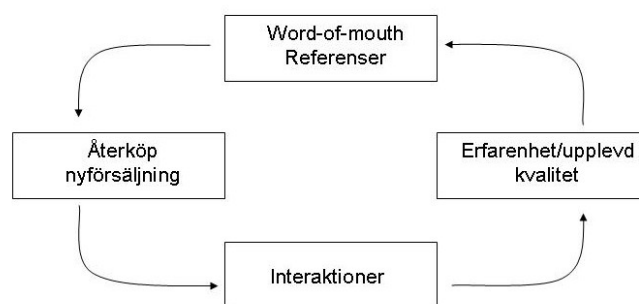 Word-of-mouth
Referenser
Återköp
nyförsäljning
Erfarenhet/upplevd
kvalitet
Interaktioner